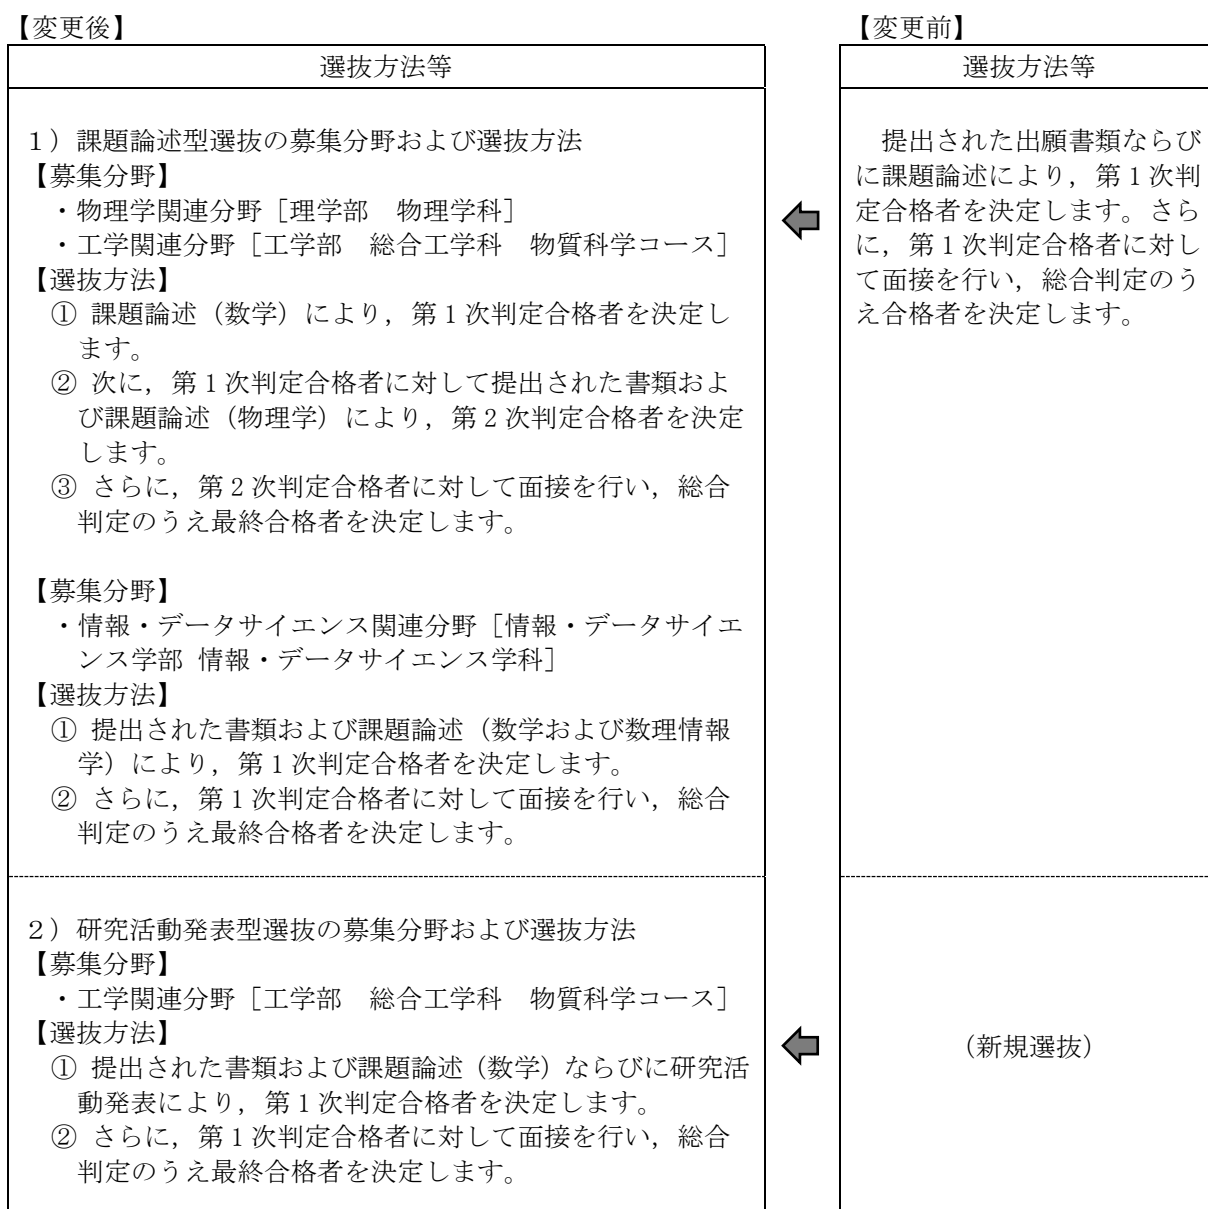 【変更後】
選抜方法等
１）課題論述型選抜の募集分野および選抜方法
【募集分野】
・物理学関連分野［理学部　物理学科］
・工学関連分野［工学部　総合工学科　物質科学コース］
【選抜方法】
① 課題論述（数学）により，第１次判定合格者を決定し
ます。
② 次に，第１次判定合格者に対して提出された書類およ
び課題論述（物理学）により，第２次判定合格者を決定
します。
③ さらに，第２次判定合格者に対して面接を行い，総合
判定のうえ最終合格者を決定します。
【募集分野】
・情報・データサイエンス関連分野［情報・データサイエ
ンス学部 情報・データサイエンス学科］
【選抜方法】
① 提出された書類および課題論述（数学および数理情報
学）により，第１次判定合格者を決定します。
② さらに，第１次判定合格者に対して面接を行い，総合
判定のうえ最終合格者を決定します。
２）研究活動発表型選抜の募集分野および選抜方法
【募集分野】
・工学関連分野［工学部　総合工学科　物質科学コース］
【選抜方法】
① 提出された書類および課題論述（数学）ならびに研究活
動発表により，第１次判定合格者を決定します。
② さらに，第１次判定合格者に対して面接を行い，総合
判定のうえ最終合格者を決定します。
【変更前】
選抜方法等
提出された出願書類ならび
に課題論述により，第１次判
定合格者を決定します。さら
に，第１次判定合格者に対し
て面接を行い，総合判定のう
え合格者を決定します。
（新規選抜）